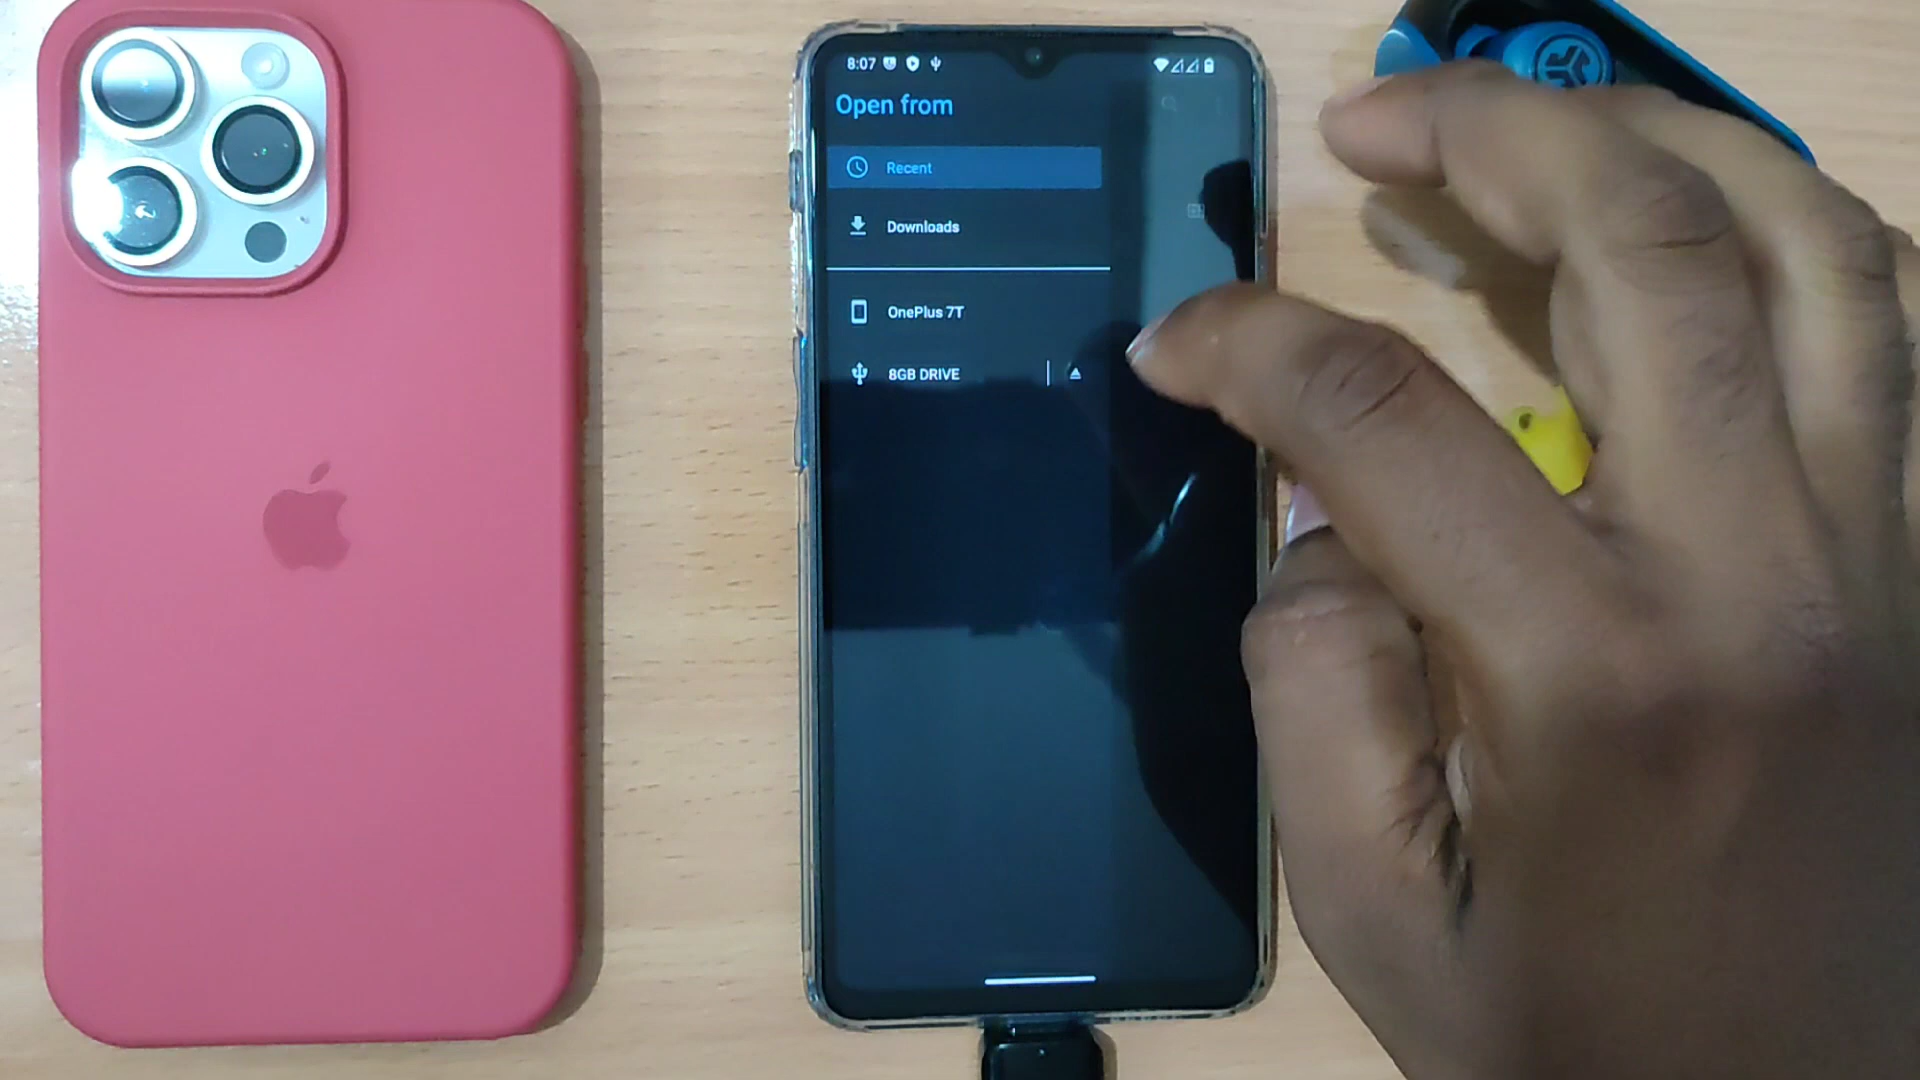 8:07
Open from
Recent
Downloads
OnePlus 7T
8GB DRIVE